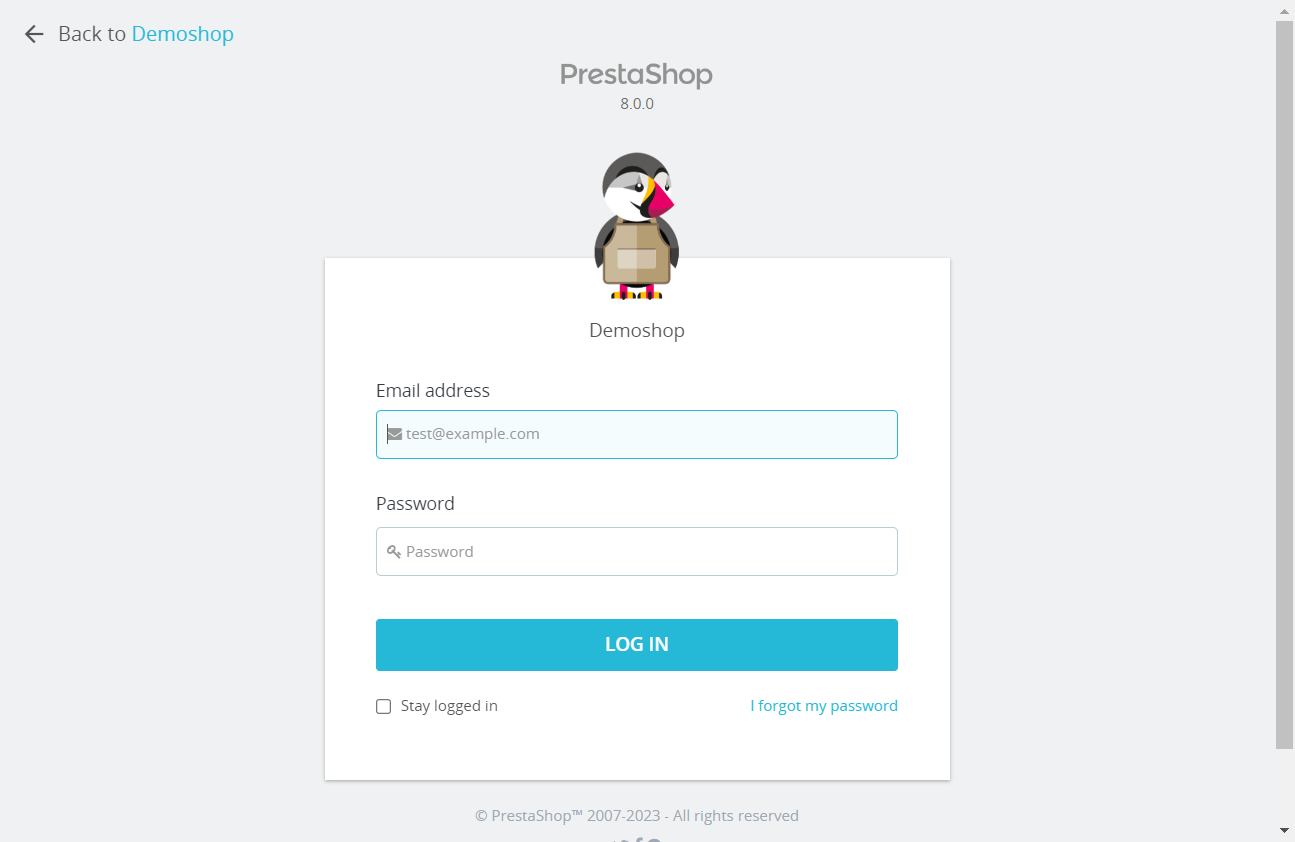 Back to Demoshop
PrestaShop
8.0.0
Demoshop
Email address
test@example.com
Password
Password
LOG IN
Stay logged in
I forgot my password
© PrestaShop™ 2007-2023 - All rights reserved